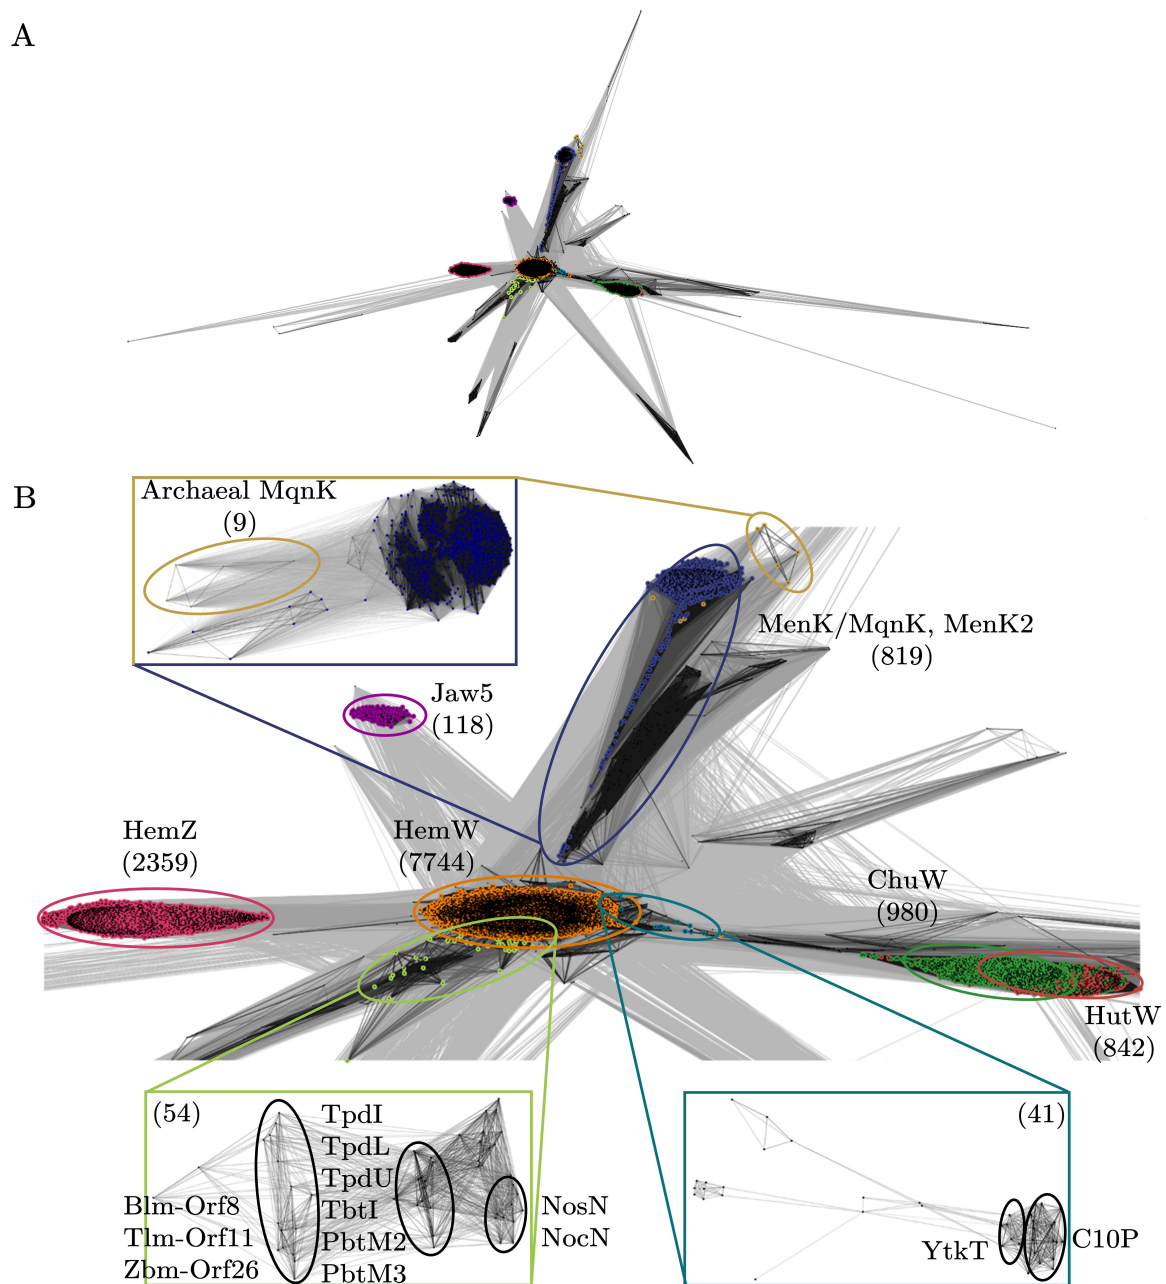 A
B
Archaeal MqnK
(9)
MenK/MqnK, MenK2
(819)
Jaw5
(118)
HemZ
(2359)
HemW
(7744)
ChuW
(980)
HutW
(842)
(54)
TpdI
TpdL
TpdU
TbtI
PbtM2
PbtM3
Blm-Orf8
Tlm-Orf11
Zbm-Orf26
NosN
NocN
(41)
YtkT
C10P